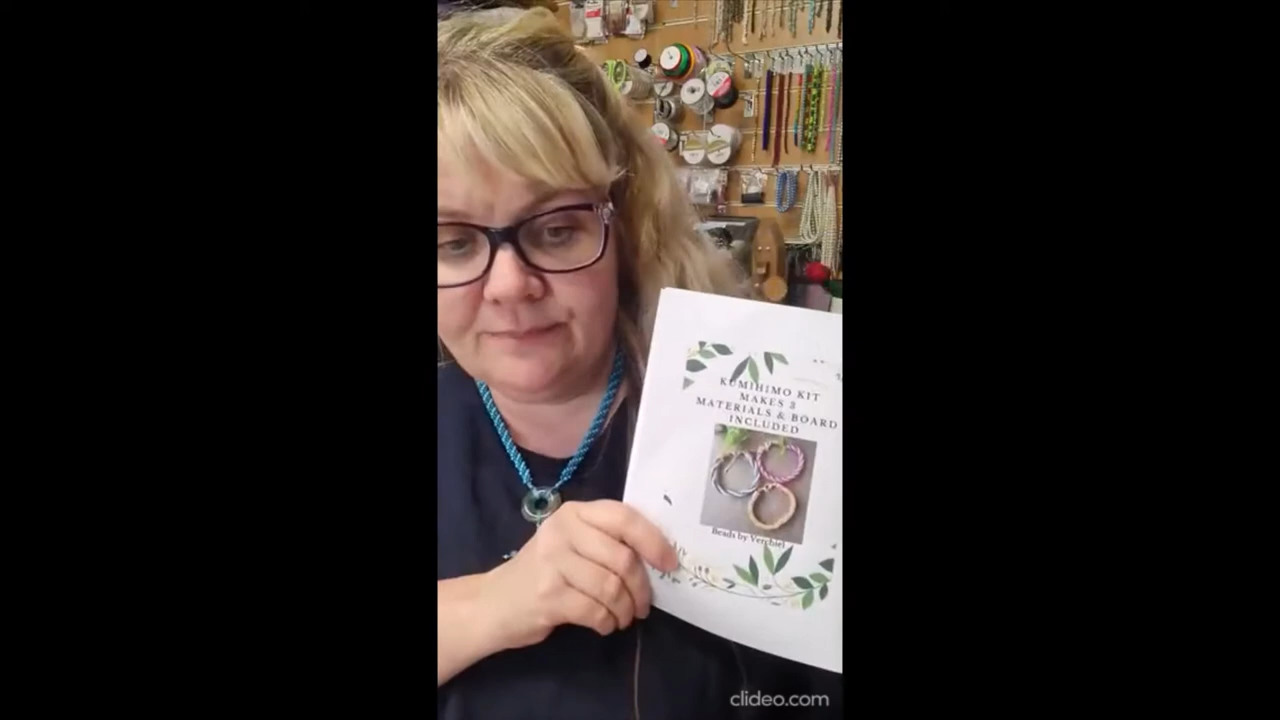 KUMIHIMO KIT
MAKES 3
MATERIALS & BOARD
INCLUDED
Beads by Verchiel
clideo.com